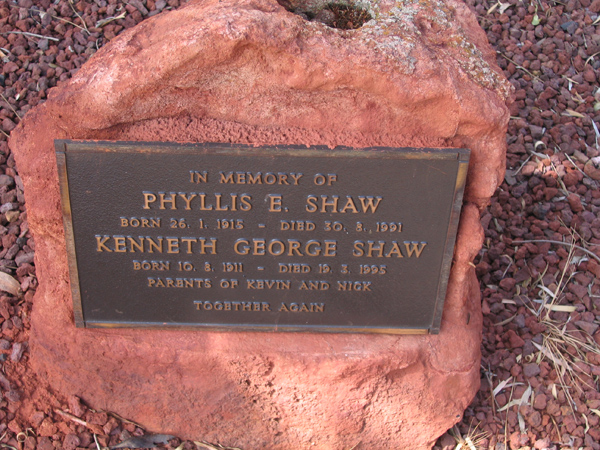 IN MEMORY OF
PHYLLIS E. SHAW
BORN 26. 1. 1915 - DIED 30. 8. 1991
KENNETH GEORGE SHAW
BORN 10. 8. 1911 - DIED 19. 3. 1995
PARENTS OF KEVIN AND NICK
TOGETHER AGAIN